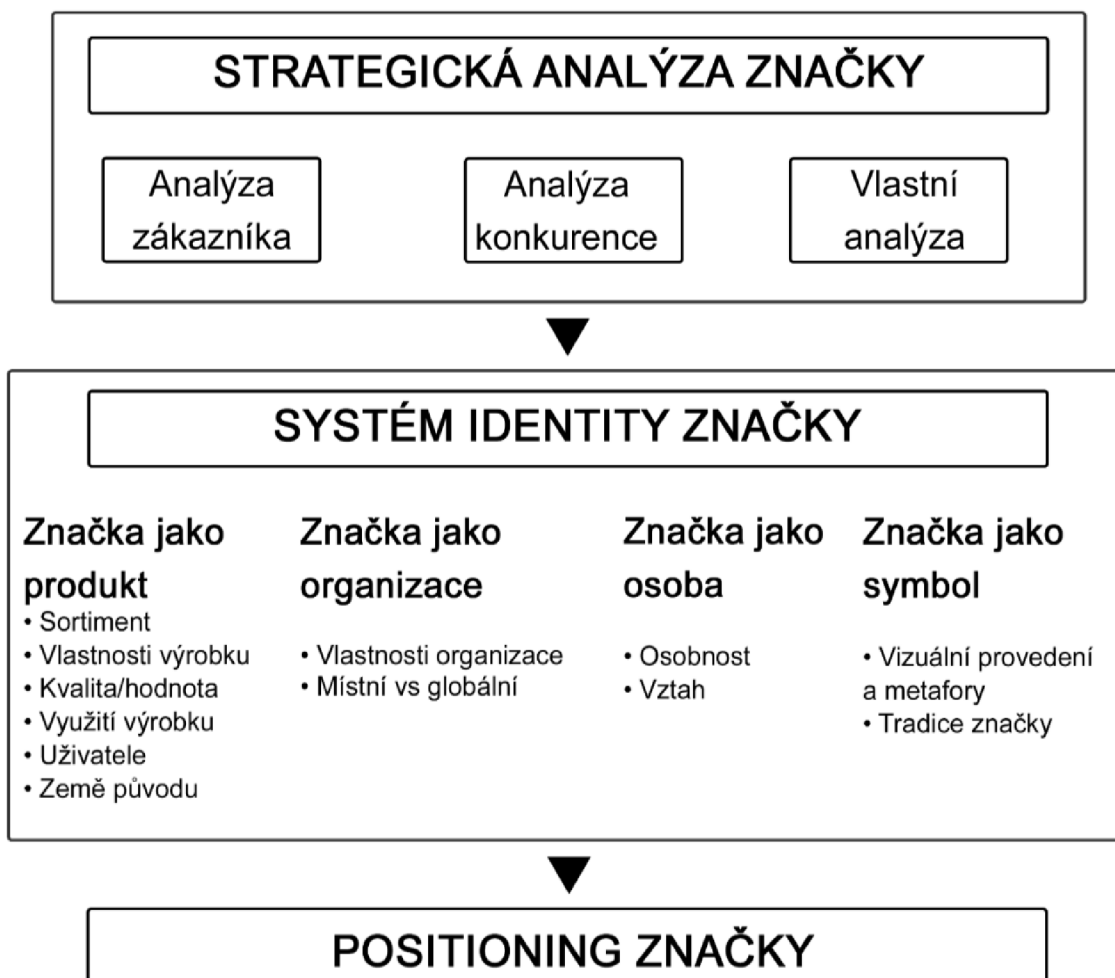 STRATEGICKÁ ANALÝZA ZNAČKY
Analýza
zákazníka
Analýza
konkurence
Vlastní
analýza
SYSTÉM IDENTITY ZNAČKY
Značka jako
produkt
• Sortiment
• Vlastnosti výrobku
• Kvalita/hodnota
• Využití výrobku
• Uživatele
• Země původu
Značka jako
organizace
• Vlastnosti organizace
• Místní vs globální
Značka jako
osoba
• Osobnost
• Vztah
Značka jako
symbol
• Vizuální provedení
a metafory
• Tradice značky
POSITIONING ZNAČKY